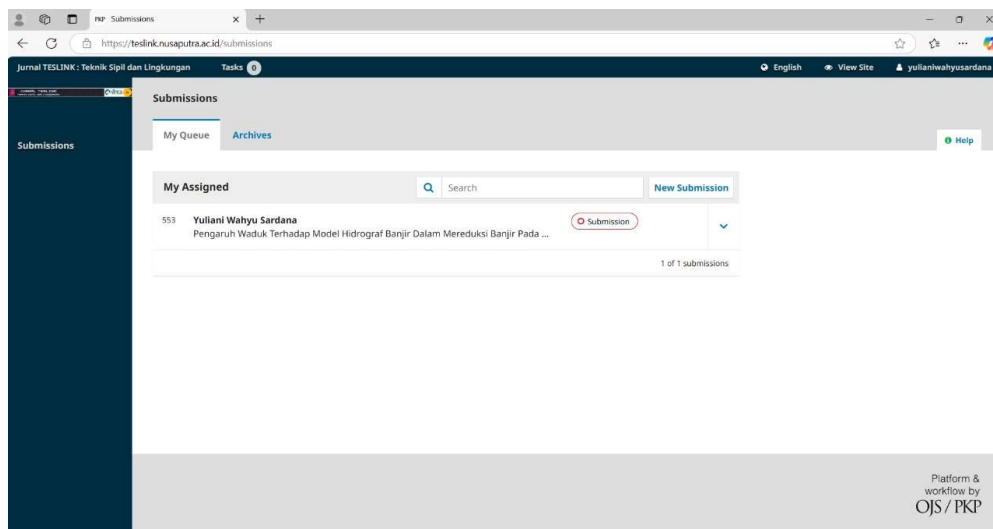 PKP Submissions
https://teslink.nusaputra.ac.id/submissions
Jurnal TESLINK : Teknik Sipil dan Lingkungan Tasks 0 English View Site yulianiwahyusardana
Submissions
Submissions
My Queue Archives
Help
My Assigned Search New Submission
553 Yuliani Wahyu Sardana Submission
Pengaruh Waduk Terhadap Model Hidrograf Banjir Dalam Mereduksi Banjir Pada ...
1 of 1 submissions
Platform &
workflow by
OJS / PKP